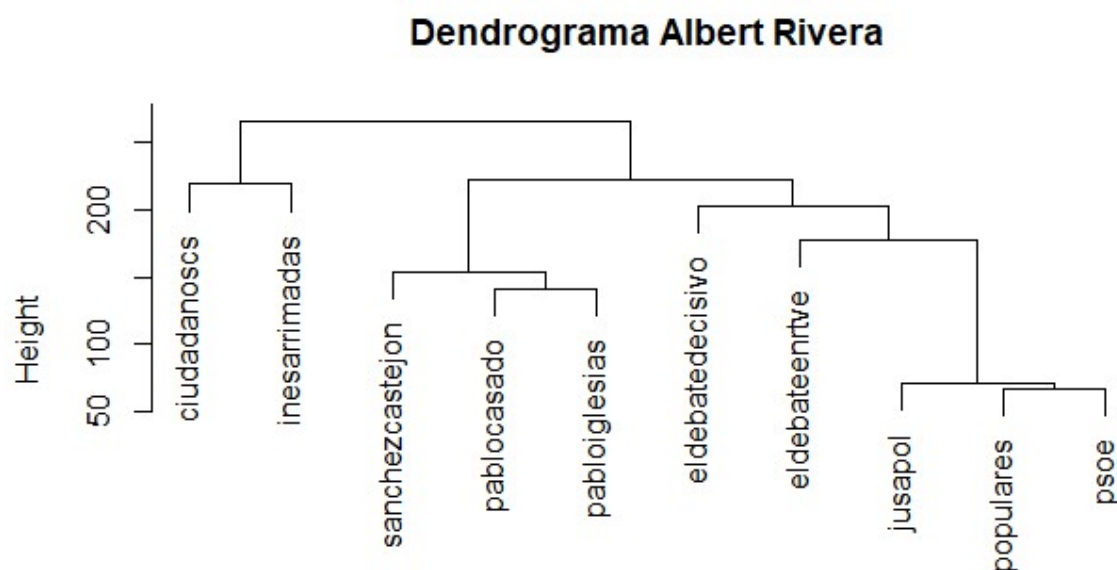 Dendrograma Albert Rivera
Height
200
100
50
ciudadanoscs
inesarrimadas
sanchezcastejon
pablocasado
pabloiglesias
eldebatedecisivo
eldebateenrtve
jusapol
populares
psoe